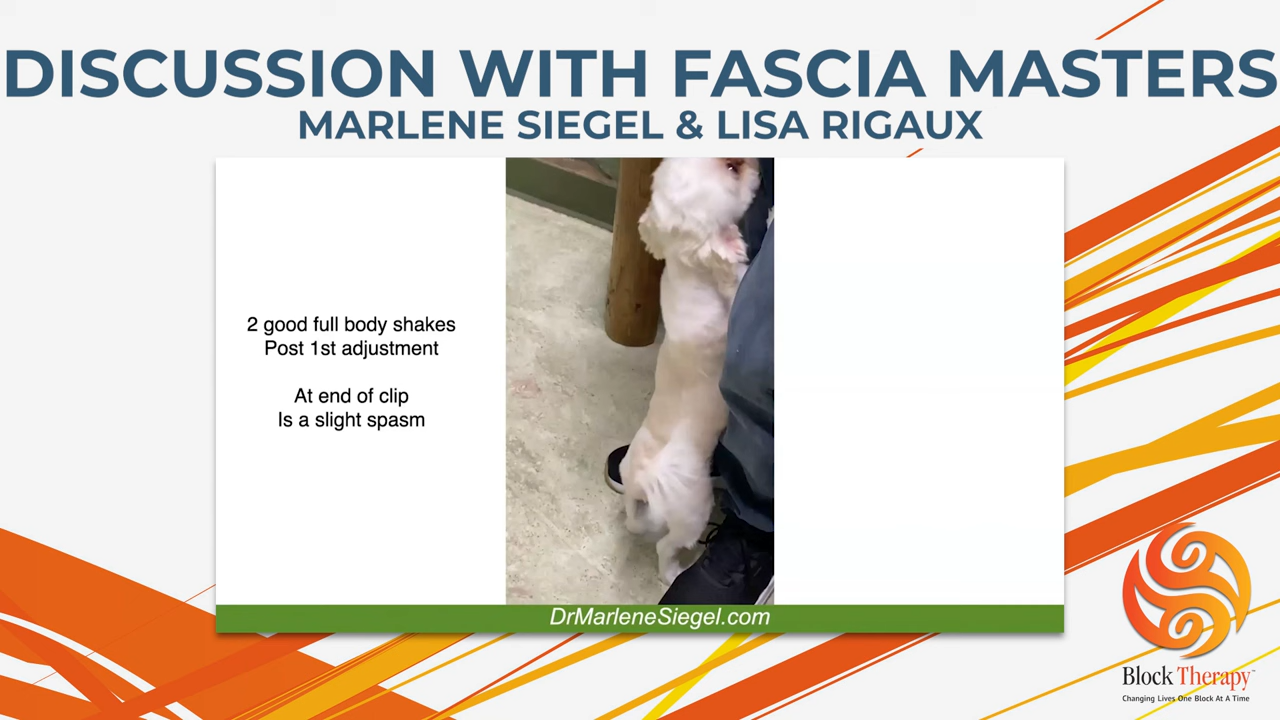 DISCUSSION WITH FASCIA MASTERS
MARLENE SIEGEL & LISA RIGAUX
2 good full body shakes
Post 1st adjustment
At end of clip
Is a slight spasm
DrMarleneSiegel.com
Block Therapy
Changing Lives One Block At A Time